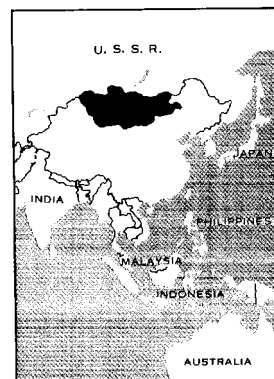 U. S. S. R.
JAPAN
INDIA
PHILIPPINES
MALAYSIA
INDONESIA
AUSTRALIA